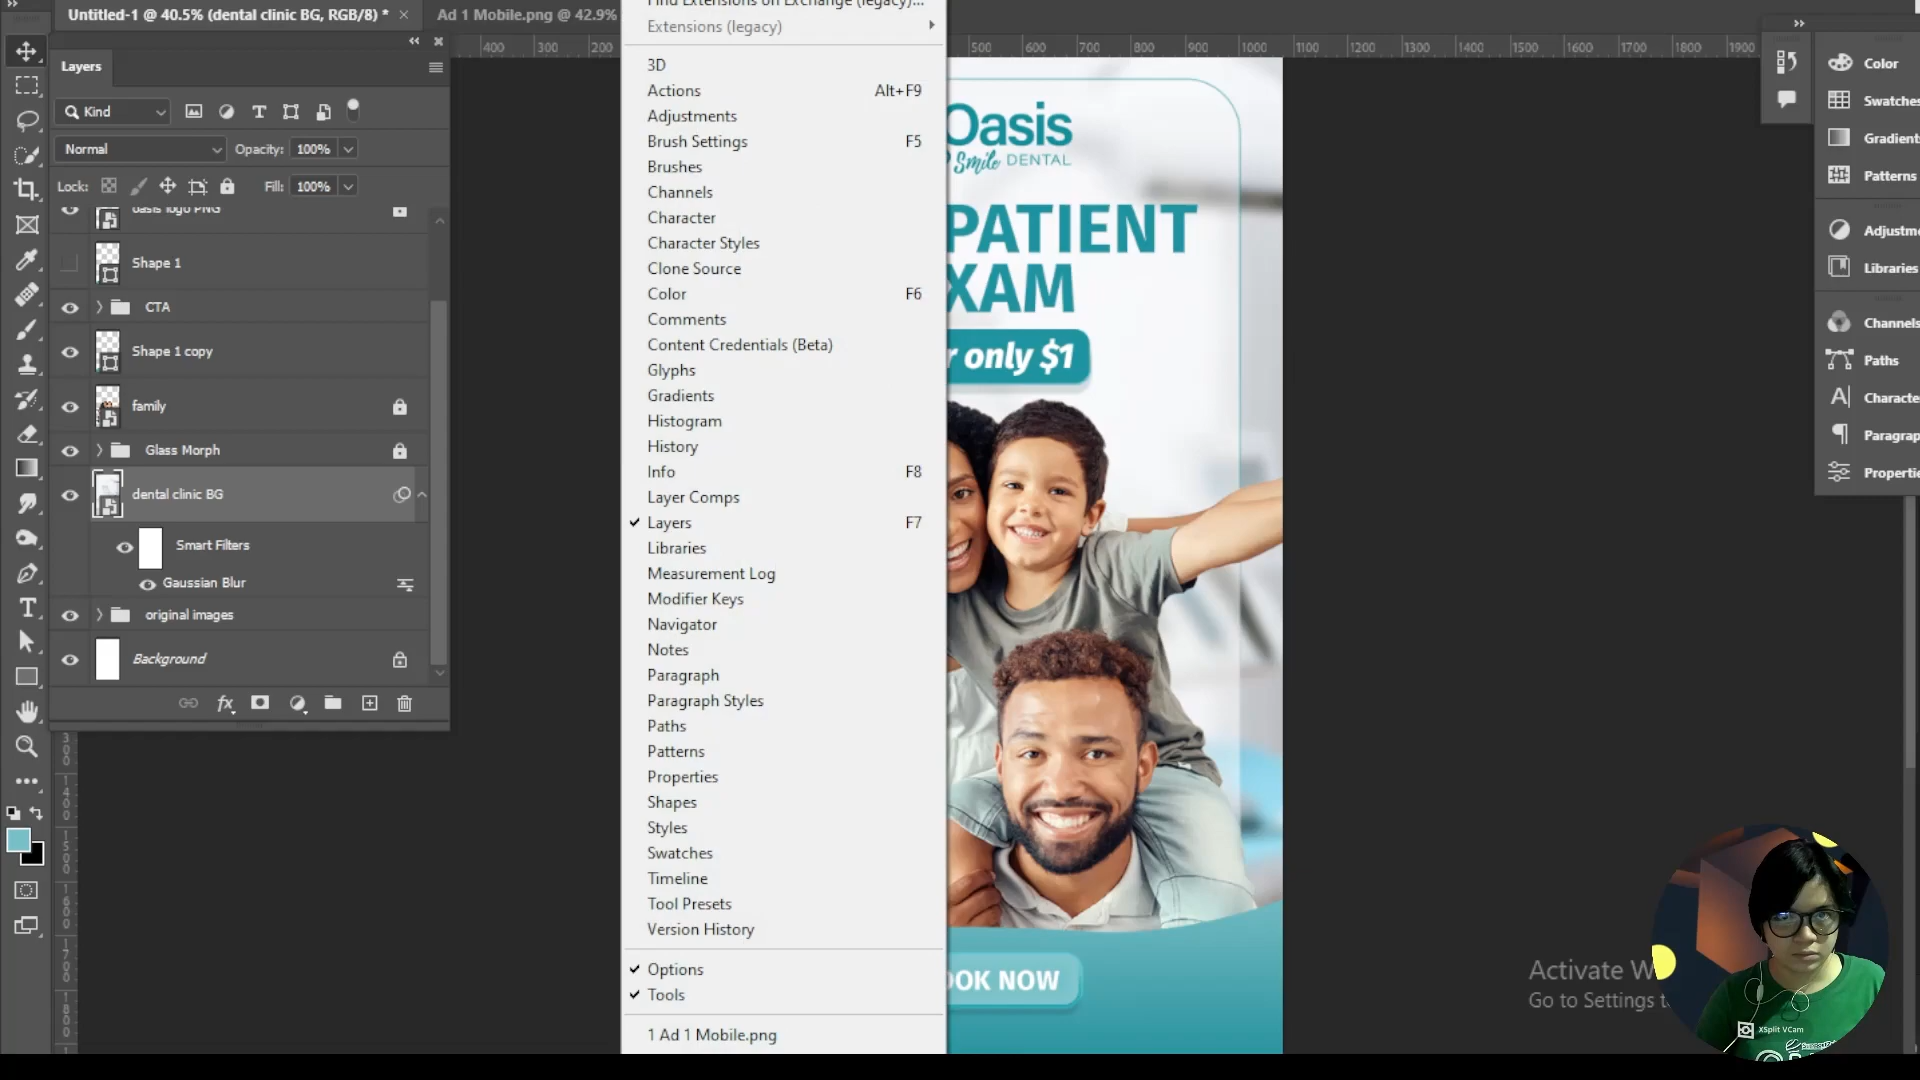 Untitled-1 @ 40.5% (dental clinic BG, RGB/8) *
Ad 1 Mobile.png @ 42.9%
Layers
Kind
Normal
Opacity:
100%
Lock:
Fill:
100%
oasis logo PNG
Shape 1
CTA
Shape 1 copy
family
Glass Morph
dental clinic BG
Smart Filters
Gaussian Blur
original images
Background
fx
Find Extensions on Exchange (legacy)...
Extensions (legacy)
3D
Actions Alt+F9
Adjustments
Brush Settings F5
Brushes
Channels
Character
Character Styles
Clone Source
Color F6
Comments
Content Credentials (Beta)
Glyphs
Gradients
Histogram
History
Info F8
Layer Comps
Layers F7
Libraries
Measurement Log
Modifier Keys
Navigator
Notes
Paragraph
Paragraph Styles
Paths
Patterns
Properties
Shapes
Styles
Swatches
Timeline
Tool Presets
Version History
Options
Tools
1 Ad 1 Mobile.png
400 300 200
500 600 700 800 900 1000 1100 1200 1300 1400 1500 1600 1700 1800 1900
Oasis
Smile DENTAL
PATIENT
XAM
r only $1
OOK NOW
Color
Swatches
Gradient
Patterns
Adjustme
Libraries
Channels
Paths
Characte
Paragrap
Propertie
Activate W
Go to Settings t
XSplit VCam